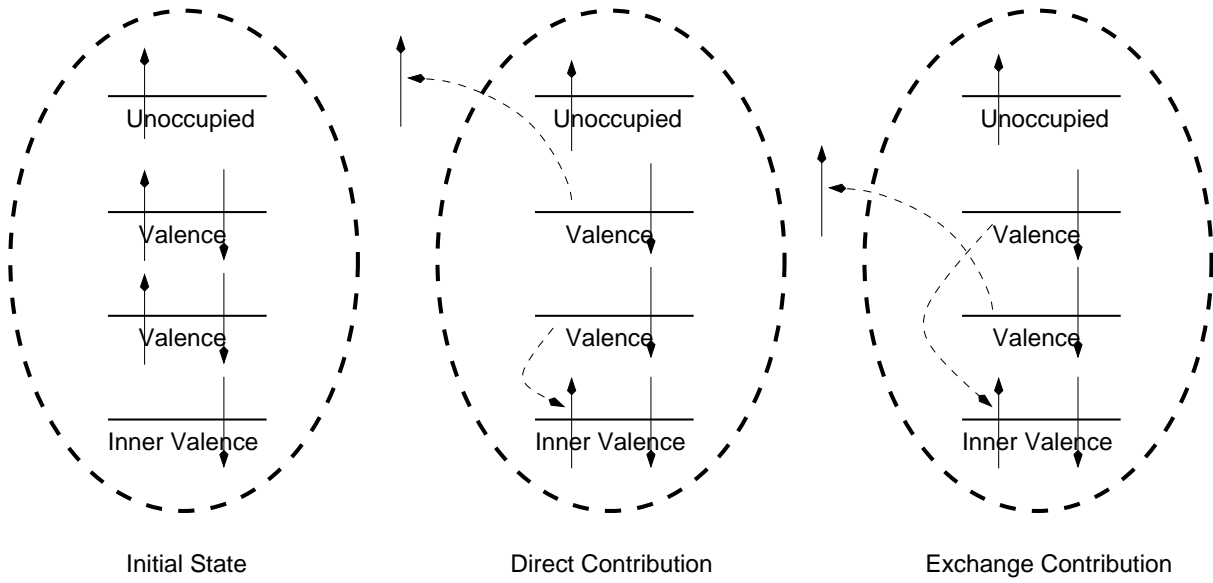 Unoccupied
Valence
Valence
Inner Valence
Initial State
Unoccupied
Valence
Valence
Inner Valence
Direct Contribution
Unoccupied
Valence
Valence
Inner Valence
Exchange Contribution